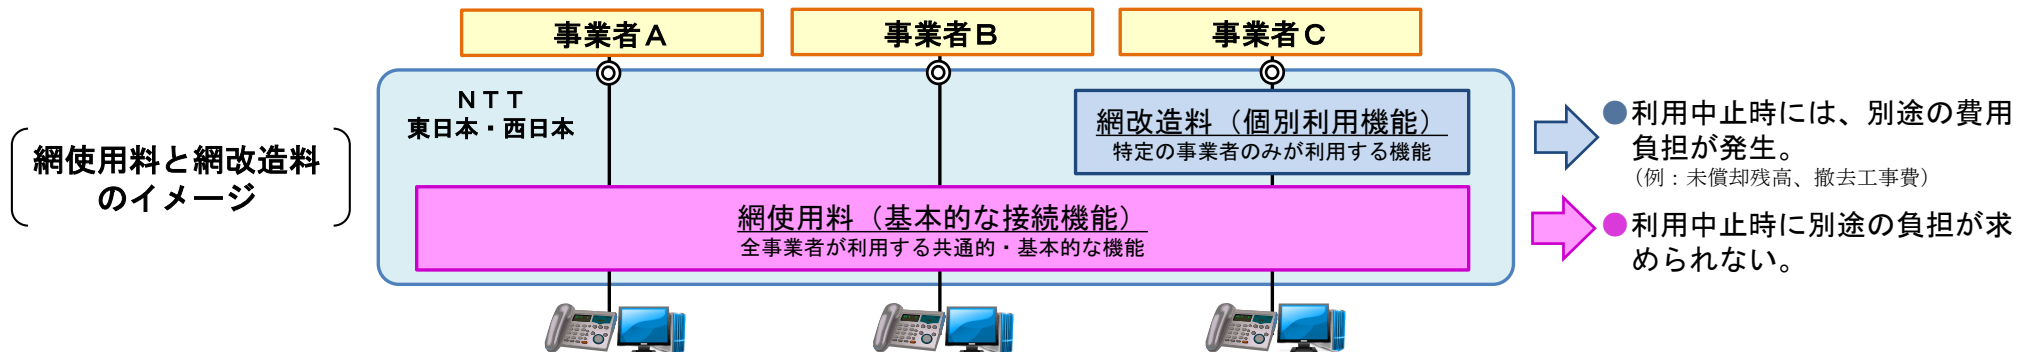 事業者A
事業者B
事業者C
NTT
東日本・西日本
網使用料と網改造料
のイメージ
網改造料（個別利用機能）
特定の事業者のみが利用する機能
網使用料（基本的な接続機能）
全事業者が利用する共通的・基本的な機能
●利用中止時には、別途の費用
負担が発生。
（例：未償却残高、撤去工事費）
●利用中止時に別途の負担が求
められない。